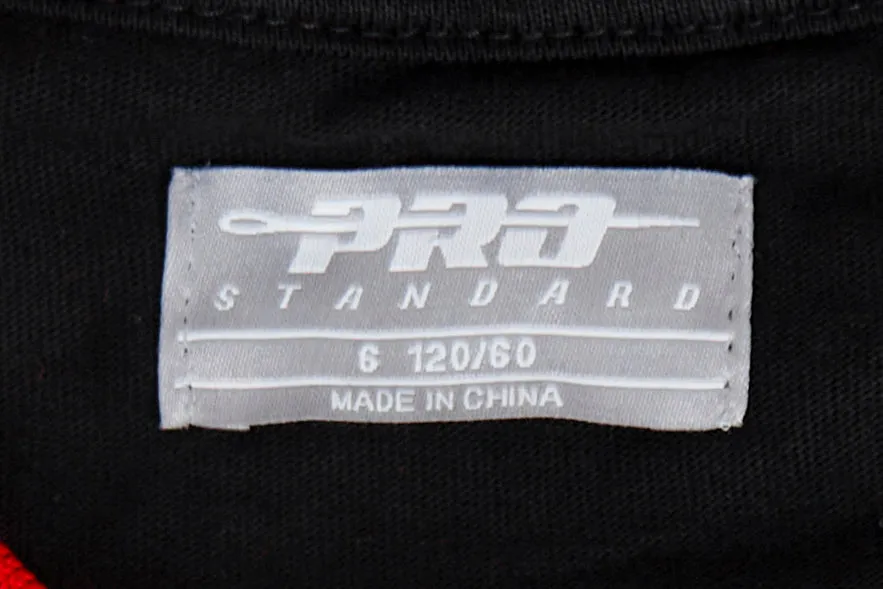 PRO
STANDARD
6 120/60
MADE IN CHINA